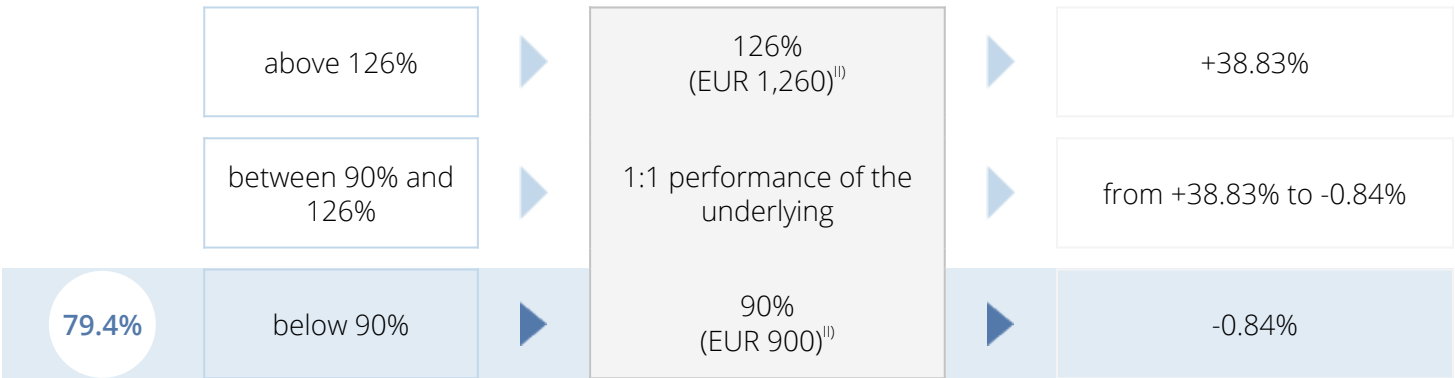 above 126%
126%
(EUR 1,260)II)
+38.83%
between 90% and
126%
1:1 performance of the
underlying
from +38.83% to -0.84%
79.4%
below 90%
90%
(EUR 900)II)
-0.84%